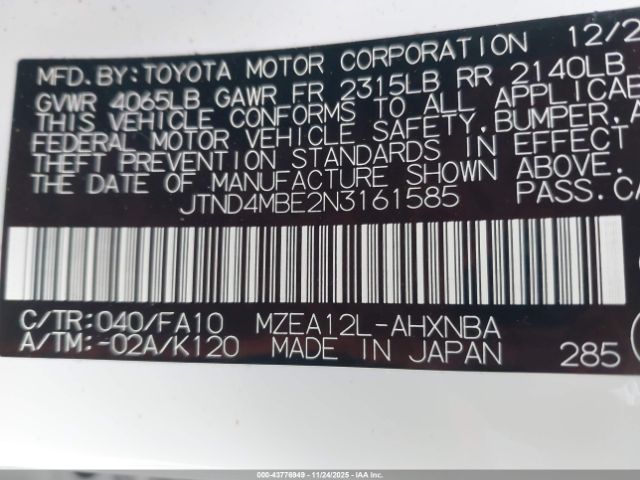 MFD. BY: TOYOTA MOTOR CORPORATION 12/2
GVWR 4065LB GAWR FR 2315LB RR 2140LB
THIS VEHICLE CONFORMS TO ALL APPLICAB
FEDERAL MOTOR VEHICLE SAFETY, BUMPER, A
THEFT PREVENTION STANDARDS IN EFFECT
THE DATE OF MANUFACTURE SHOWN ABOVE.
JTND4MBE2N3161585 PASS.CA
C/TR:040/FA10 MZEA12L-AHXNBA
A/TM:-02A/K120 MADE IN JAPAN 285
000-43776949 | 11/24/2025 - IAA Inc.